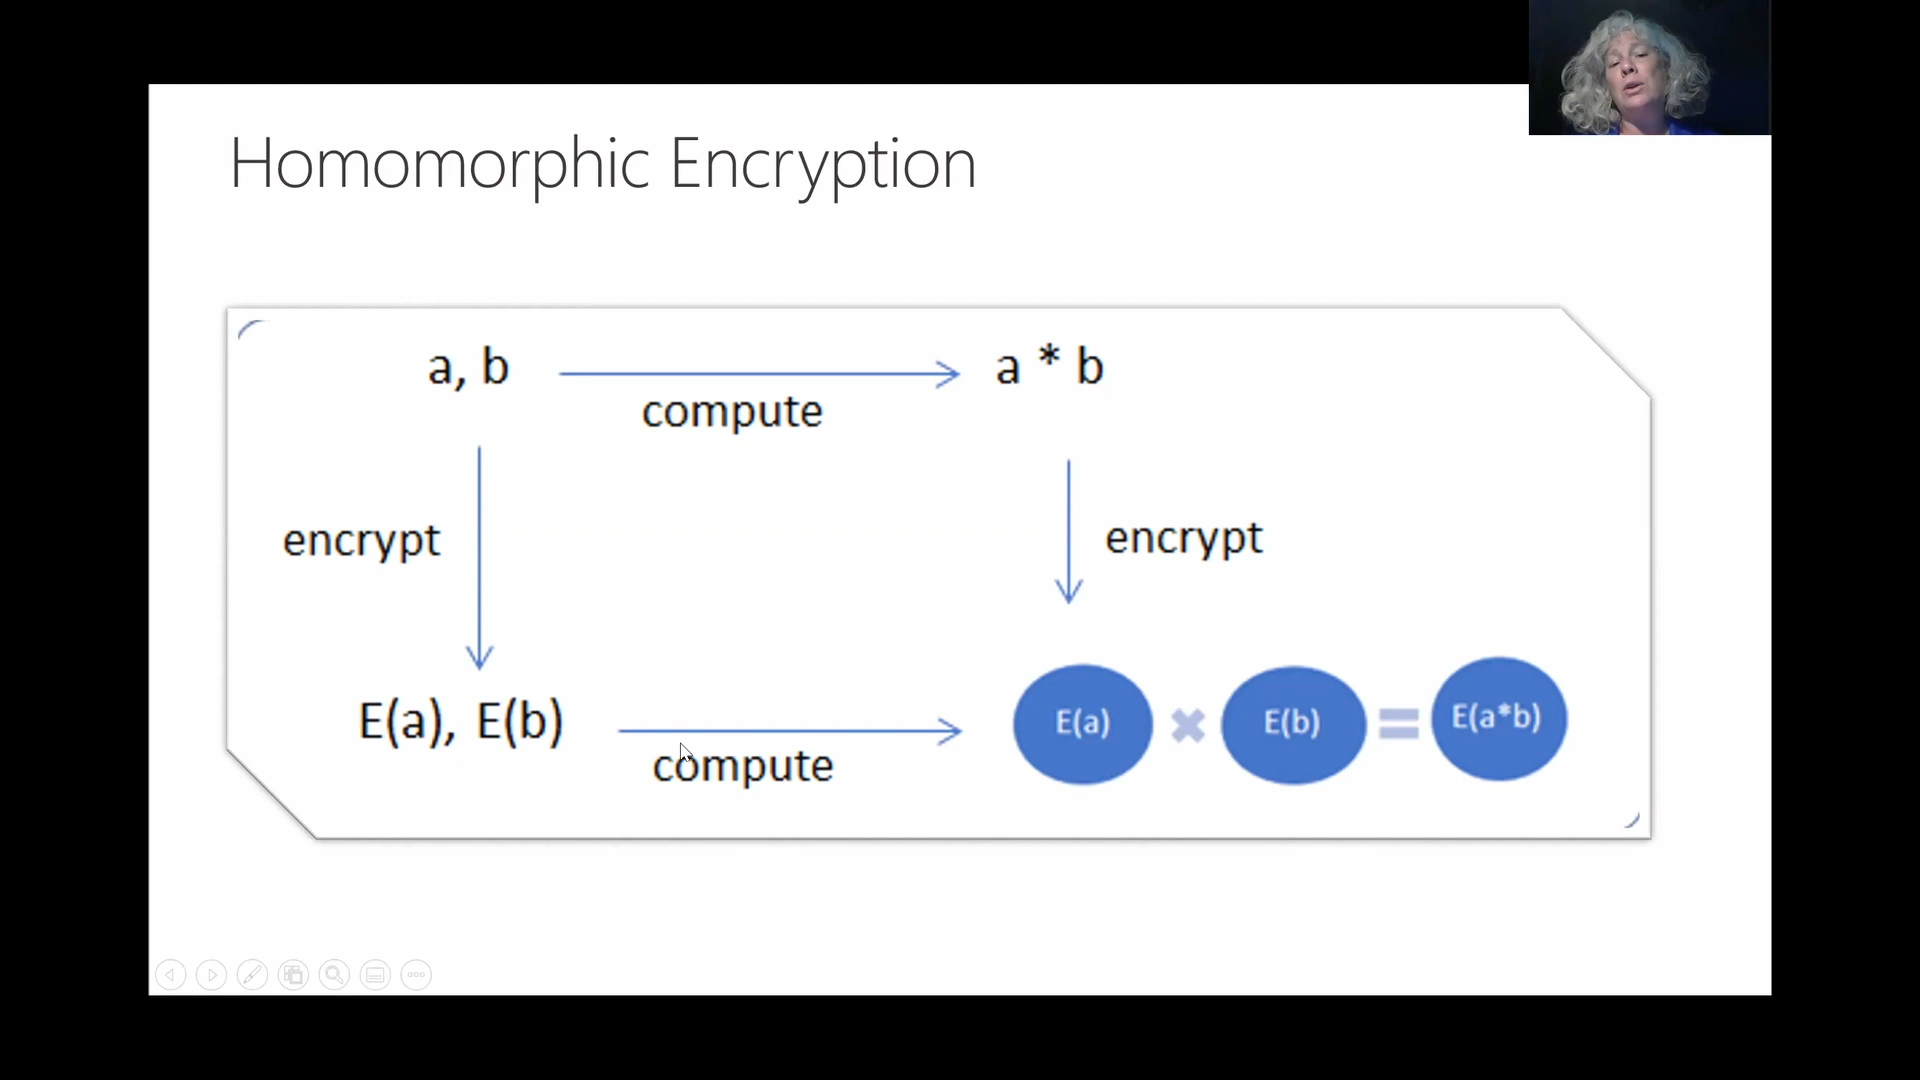 Homomorphic Encryption
a, b
compute
a * b
encrypt
encrypt
E(a), E(b)
compute
E(a) × E(b) = E(a*b)